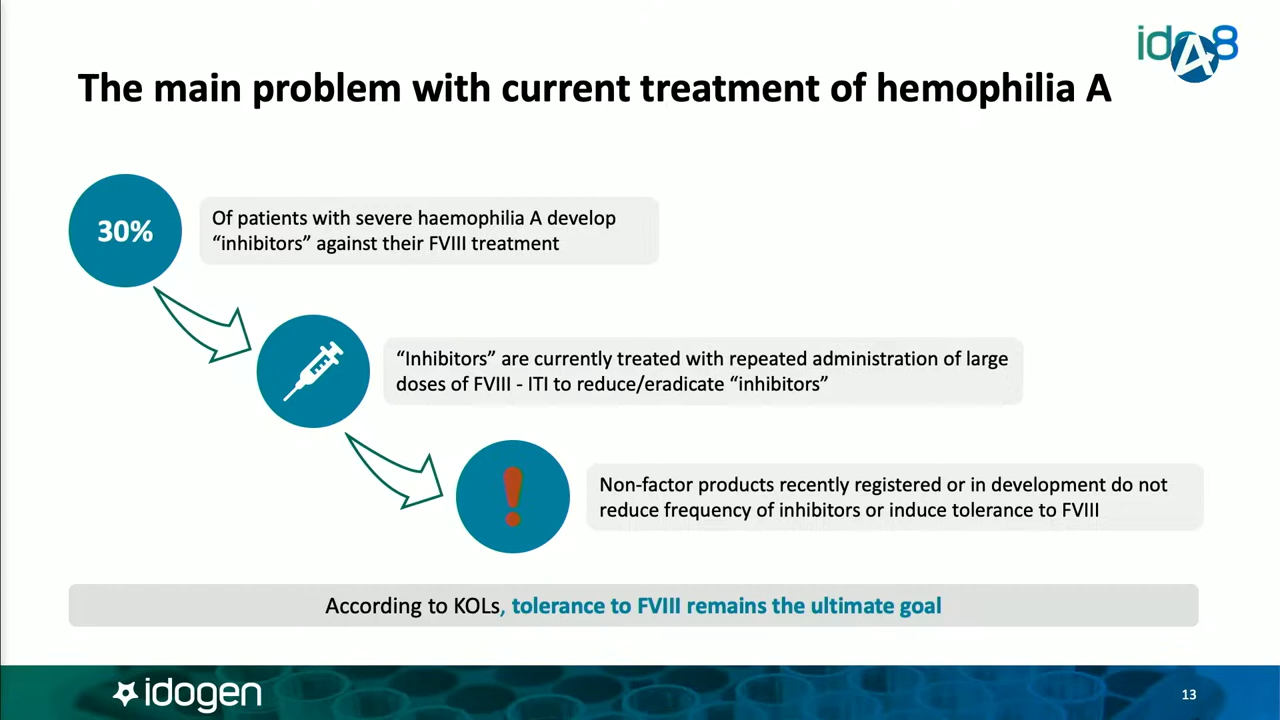 The main problem with current treatment of hemophilia A
30%
Of patients with severe haemophilia A develop
“inhibitors” against their FVIII treatment
“Inhibitors” are currently treated with repeated administration of large
doses of FVIII - ITI to reduce/eradicate “inhibitors”
Non-factor products recently registered or in development do not
reduce frequency of inhibitors or induce tolerance to FVIII
According to KOLs, tolerance to FVIII remains the ultimate goal
idogen
13